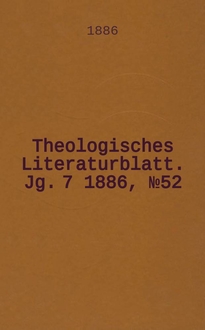 1886
Theologisches
Literaturblatt.
Jg. 7 1886, №52